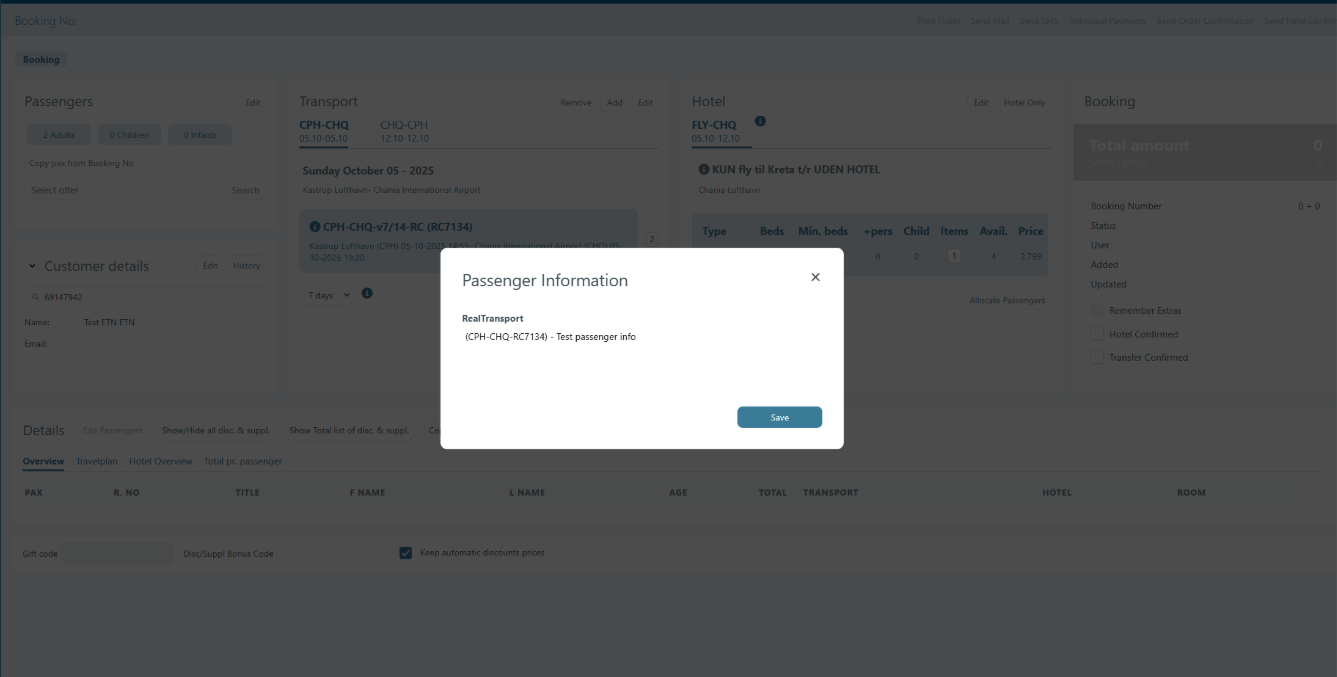 Booking No:
Print Ticket Send Mail Send SMS Individual Payments Send Order Confirmation Send Hotel
Booking
Passengers Edit
2 Adults 0 Children 0 Infants
Copy pax from Booking No
Select offer Search
Customer details Edit History
69147942
Name: Test ETN ETN
Email:
Transport Remove Add Edit
CPH-CHQ CHQ-CPH
05.10-05.10 12.10-12.10
Sunday October 05 - 2025
Kastrup Lufthavn- Chania International Airport
CPH-CHQ-v7/14-RC (RC7134)
Kastrup Lufthavn (CPH) 05-10-2025 14:55- Chania International Airport (CHQ) 05-
10-2025 19:20
2
7 days
Hotel Edit Hotel Only
FLY-CHQ
05.10-12.10
KUN fly til Kreta t/r UDEN HOTEL
Chania Lufthavn
Type Beds Min. beds +pers Child Items Avail. Price
0 0 1 4 2.799
Allocate Passengers
Booking
Total amount 0
Booking Number 0 + 0
Status
User
Added
Updated
Remember Extras
Hotel Confirmed
Transfer Confirmed
Passenger Information
RealTransport
(CPH-CHQ-RC7134) - Test passenger info
Save
Details Edit Passengers Show/Hide all disc. & suppl. Show Total list of disc. & suppl.
Overview Travelplan Hotel Overview Total pr. passenger
PAX R. NO TITLE F NAME L NAME AGE TOTAL TRANSPORT HOTEL ROOM
Gift code Disc/Suppl Bonus Code Keep automatic discounts prices